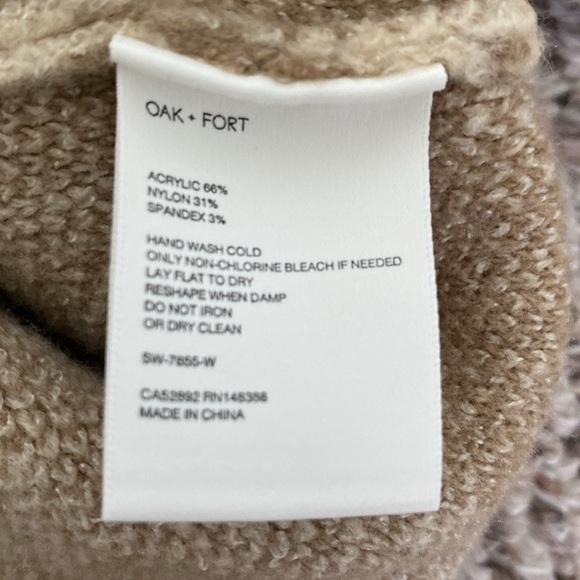 OAK + FORT
ACRYLIC 66%
NYLON 31%
SPANDEX 3%
HAND WASH COLD
ONLY NON-CHLORINE BLEACH IF NEEDED
LAY FLAT TO DRY
RESHAPE WHEN DAMP
DO NOT IRON
OR DRY CLEAN
SW-7855-W
CA52892 RN148358
MADE IN CHINA